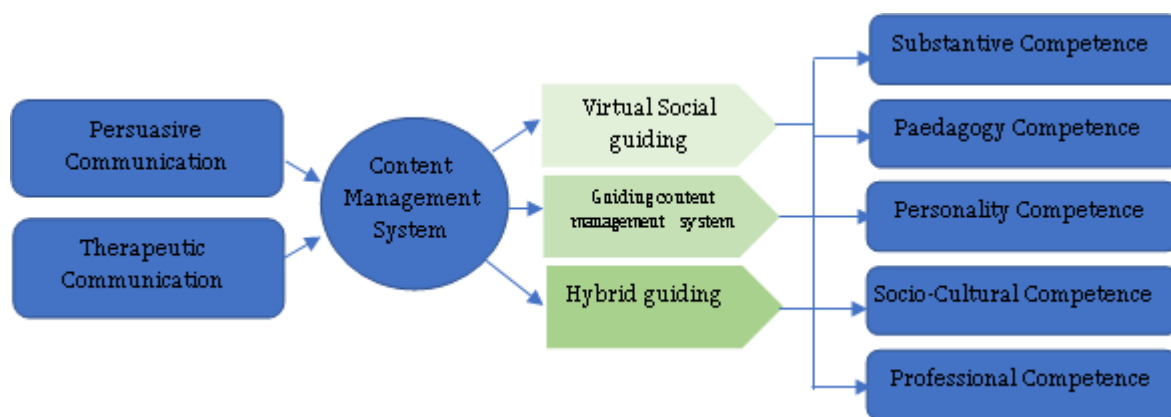 Persuasive
Communication
Therapeutic
Communication
Content
Management
System
Virtual Social
guiding
Guiding content
management system
Hybrid guiding
Substantive Competence
Paedagogy Competence
Personality Competence
Socio-Cultural Competence
Professional Competence